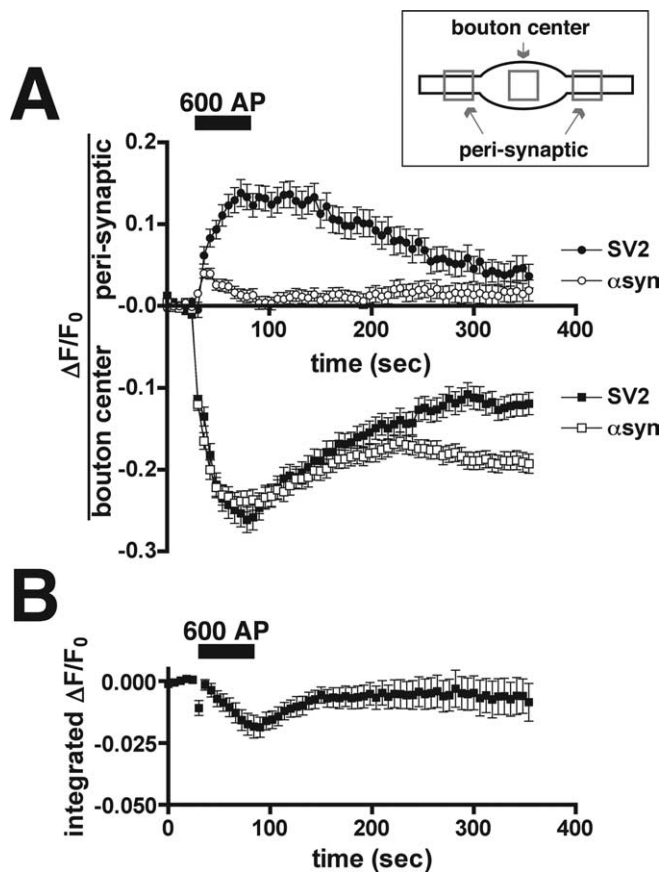 A
bouton center
peri-synaptic
600 AP
ΔF/F0
peri-synaptic
bouton center
0.2
0.1
-0.0
-0.1
-0.2
-0.3
100
200
300
400
time (sec)
SV2
αsyn
SV2
αsyn
B
600 AP
integrated ΔF/F0
0.000
-0.025
-0.050
0
100
200
300
400
time (sec)